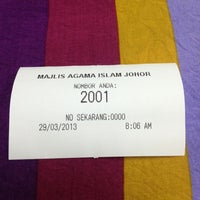 MAJLIS AGAMA ISLAM JOHOR
NOMBOR ANDA:
2001
NO SEKARANG:0000
29/03/2013 8:06 AM